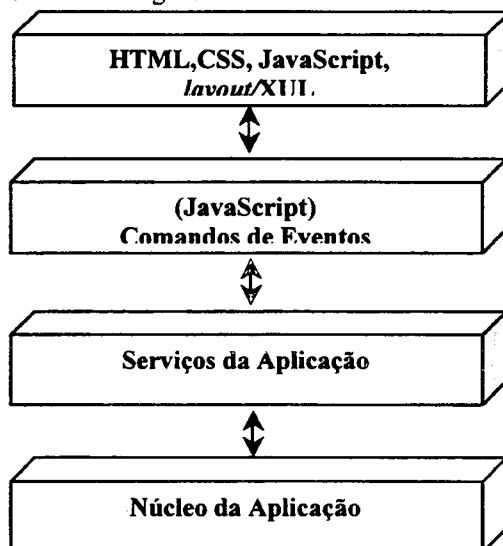 HTML,CSS, JavaScript,
layout/XUL
(JavaScript)
Comandos de Eventos
Serviços da Aplicação
Núcleo da Aplicação